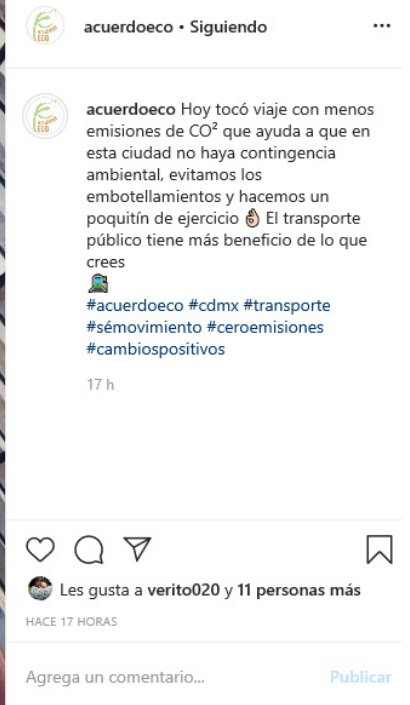 acuerdoeco • Siguiendo
acuerdoeco Hoy tocó viaje con menos
emisiones de CO² que ayuda a que en
esta ciudad no haya contingencia
ambiental, evitamos los
embotellamientos y hacemos un
poquitín de ejercicio 👌🏼 El transporte
público tiene más beneficio de lo que
crees
🚉
#acuerdoeco #cdmx #transporte
#sémovimiento #ceroemisiones
#cambiospositivos
17 h
Les gusta a verito020 y 11 personas más
HACE 17 HORAS
Agrega un comentario... Publicar